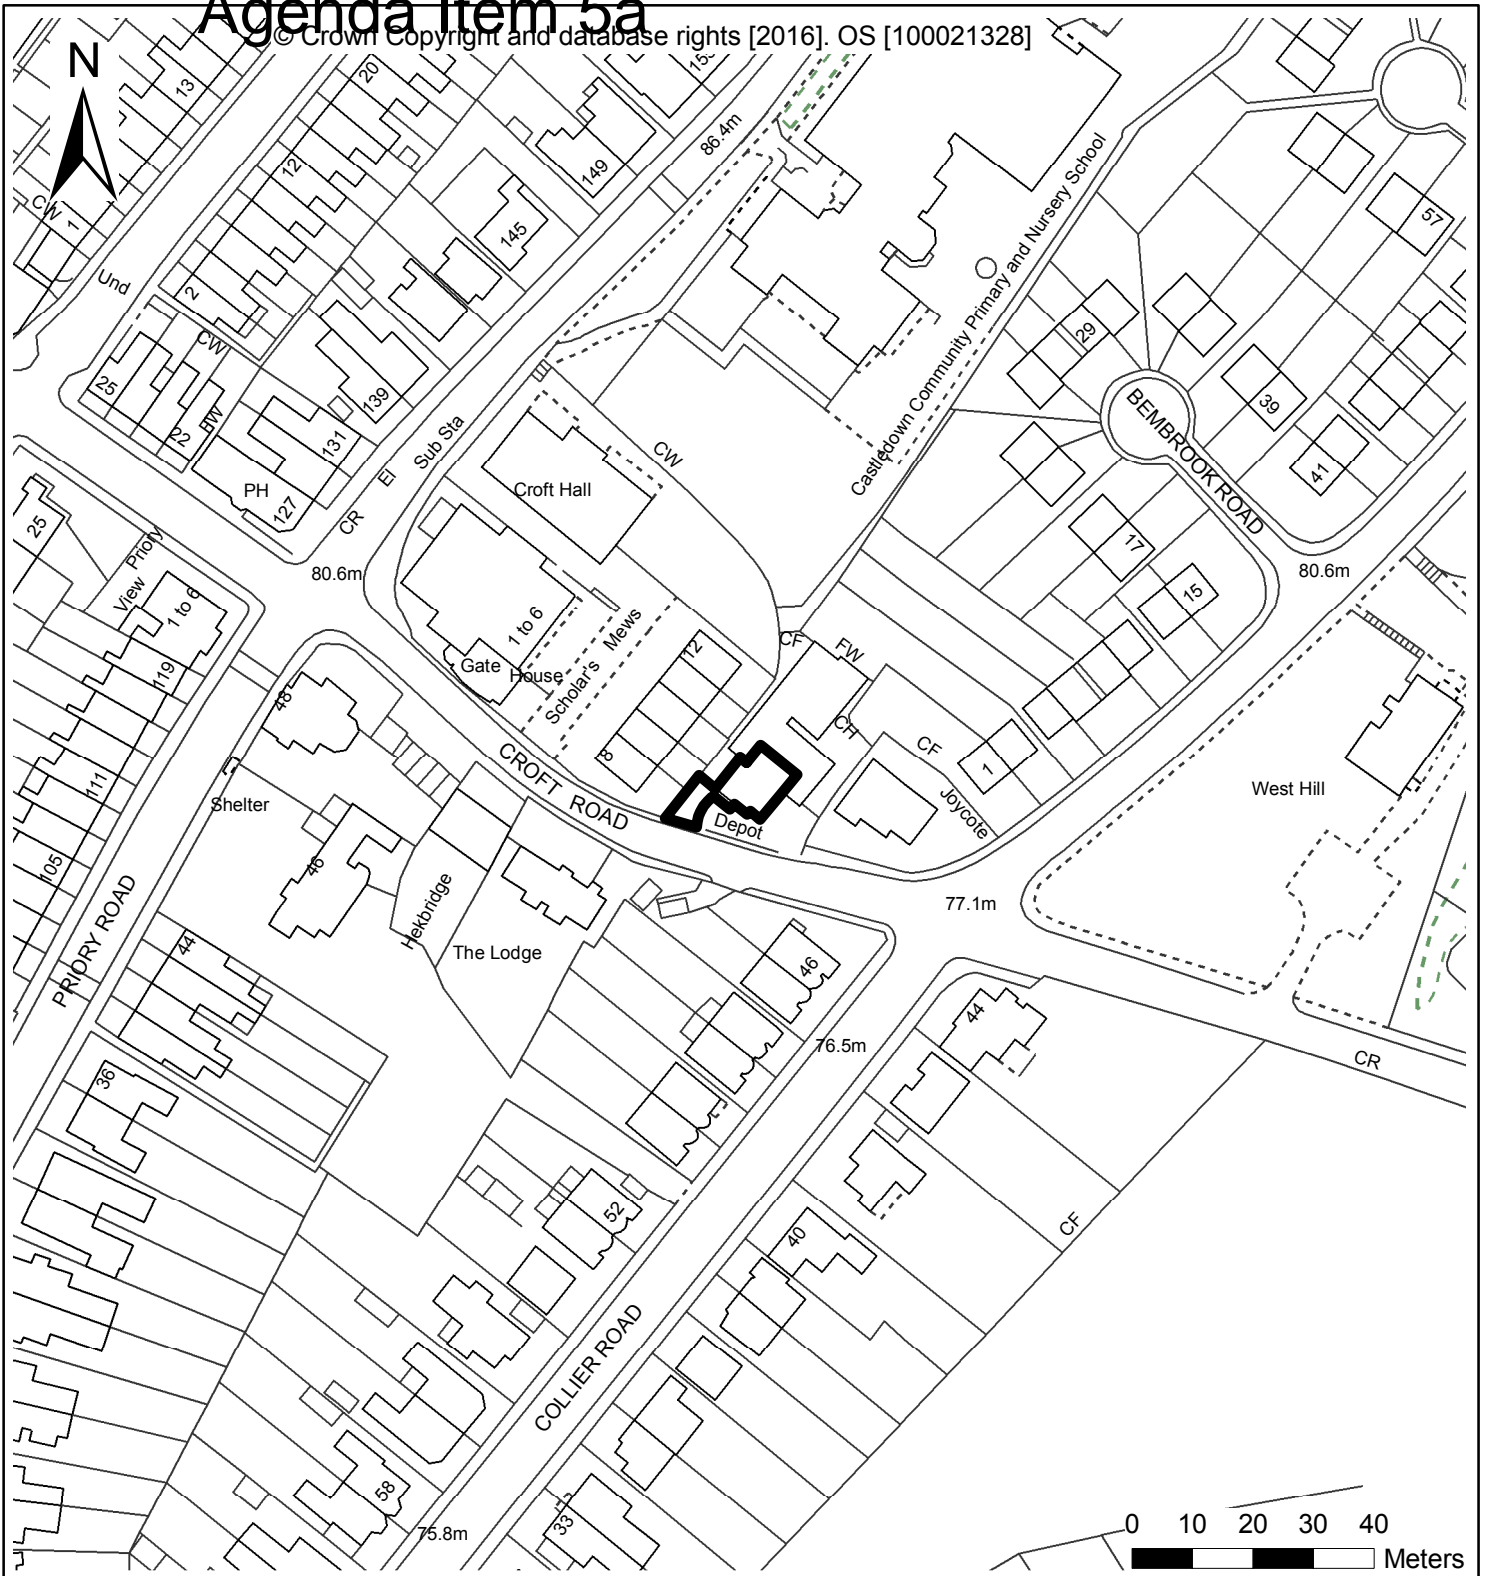 Agenda Item 5a
© Crown Copyright and database rights [2016]. OS [100021328]
N
13
20
153
12
149
86.4m
CW
1
Und
145
2
CW
25
22
FW
139
131
PH
127
El Sub Sta
CR
80.6m
Castledown Community Primary and Nursery School
57
29
BEMBROOK ROAD
39
41
17
15
80.6m
Croft Hall
CW
25
Priory View
1 to 6
119
111
105
1 to 6
Gate House
Scholar's Mews
12
8
CF
FW
CH
CF
1
Joycote
West Hill
48
CROFT ROAD
Depot
Shelter
46
Hekbridge
The Lodge
77.1m
PRIORY ROAD
44
46
44
76.5m
CR
36
52
40
CF
COLLIER ROAD
58
33
75.8m
0 10 20 30 40
Meters